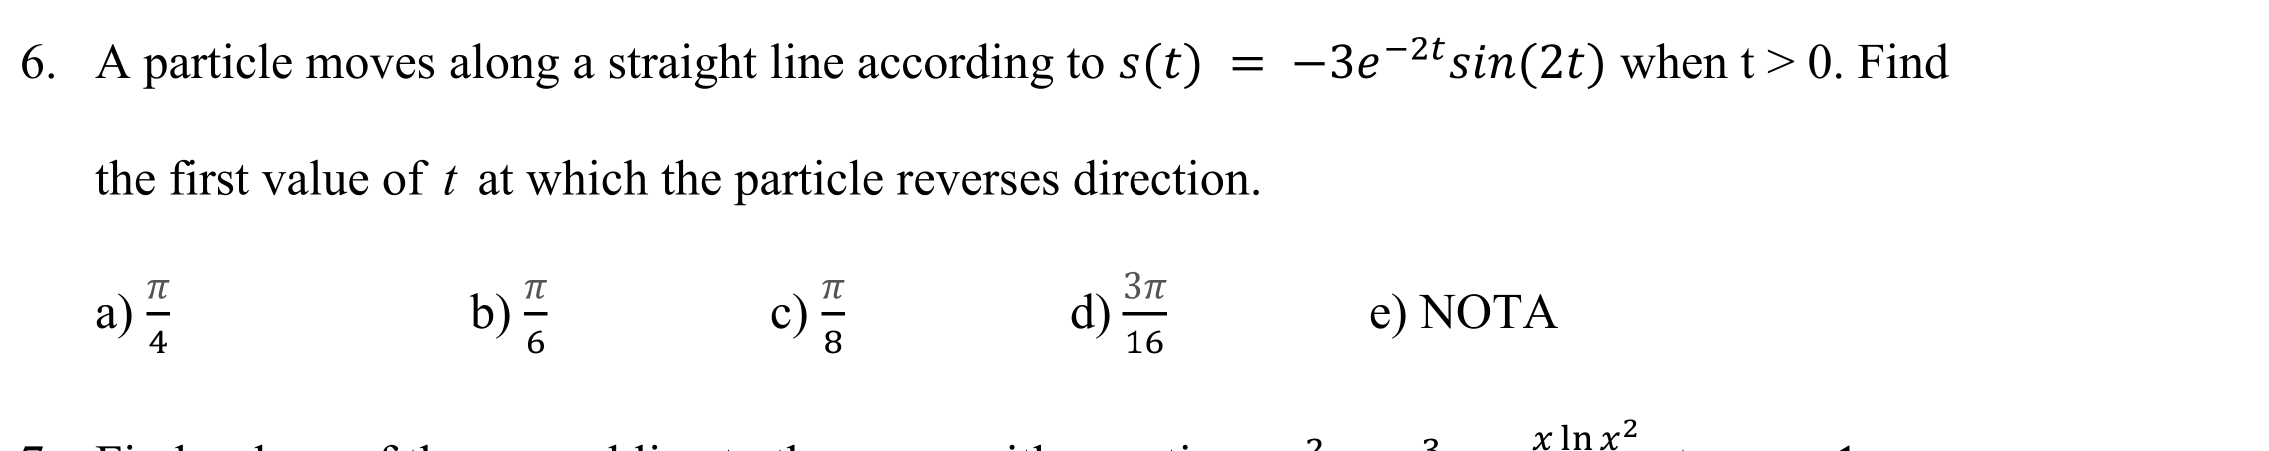 6. A particle moves along a straight line according to s(t) = −3e^{−2t}sin(2t) when t > 0. Find
the first value of t at which the particle reverses direction.
a) π/4 b) π/6 c) π/8 d) 3π/16 e) NOTA
x ln x²